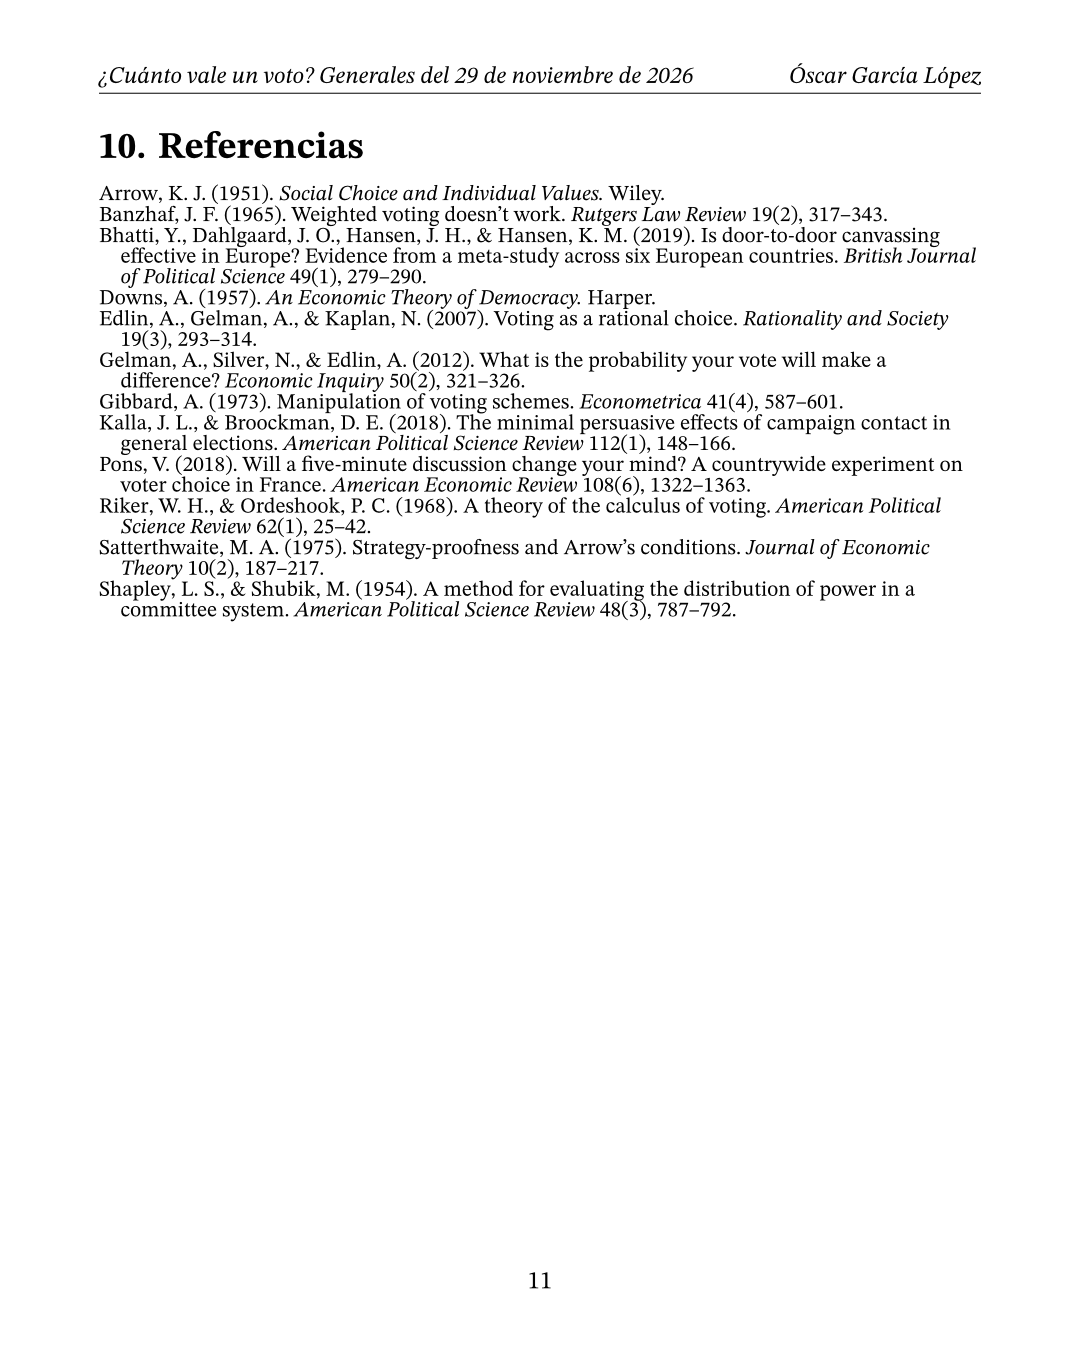 ¿Cuánto vale un voto? Generales del 29 de noviembre de 2026 Óscar García López
10. Referencias
Arrow, K. J. (1951). Social Choice and Individual Values. Wiley.
Banzhaf, J. F. (1965). Weighted voting doesn’t work. Rutgers Law Review 19(2), 317–343.
Bhatti, Y., Dahlgaard, J. O., Hansen, J. H., & Hansen, K. M. (2019). Is door-to-door canvassing
effective in Europe? Evidence from a meta-study across six European countries. British Journal
of Political Science 49(1), 279–290.
Downs, A. (1957). An Economic Theory of Democracy. Harper.
Edlin, A., Gelman, A., & Kaplan, N. (2007). Voting as a rational choice. Rationality and Society
19(3), 293–314.
Gelman, A., Silver, N., & Edlin, A. (2012). What is the probability your vote will make a
difference? Economic Inquiry 50(2), 321–326.
Gibbard, A. (1973). Manipulation of voting schemes. Econometrica 41(4), 587–601.
Kalla, J. L., & Broockman, D. E. (2018). The minimal persuasive effects of campaign contact in
general elections. American Political Science Review 112(1), 148–166.
Pons, V. (2018). Will a five-minute discussion change your mind? A countrywide experiment on
voter choice in France. American Economic Review 108(6), 1322–1363.
Riker, W. H., & Ordeshook, P. C. (1968). A theory of the calculus of voting. American Political
Science Review 62(1), 25–42.
Satterthwaite, M. A. (1975). Strategy-proofness and Arrow’s conditions. Journal of Economic
Theory 10(2), 187–217.
Shapley, L. S., & Shubik, M. (1954). A method for evaluating the distribution of power in a
committee system. American Political Science Review 48(3), 787–792.
11